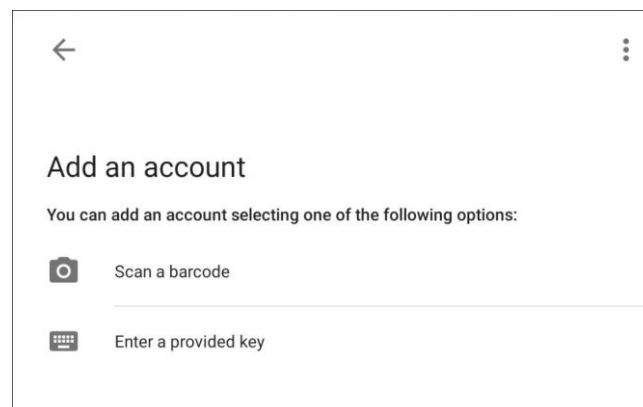 Add an account
You can add an account selecting one of the following options:
Scan a barcode
Enter a provided key